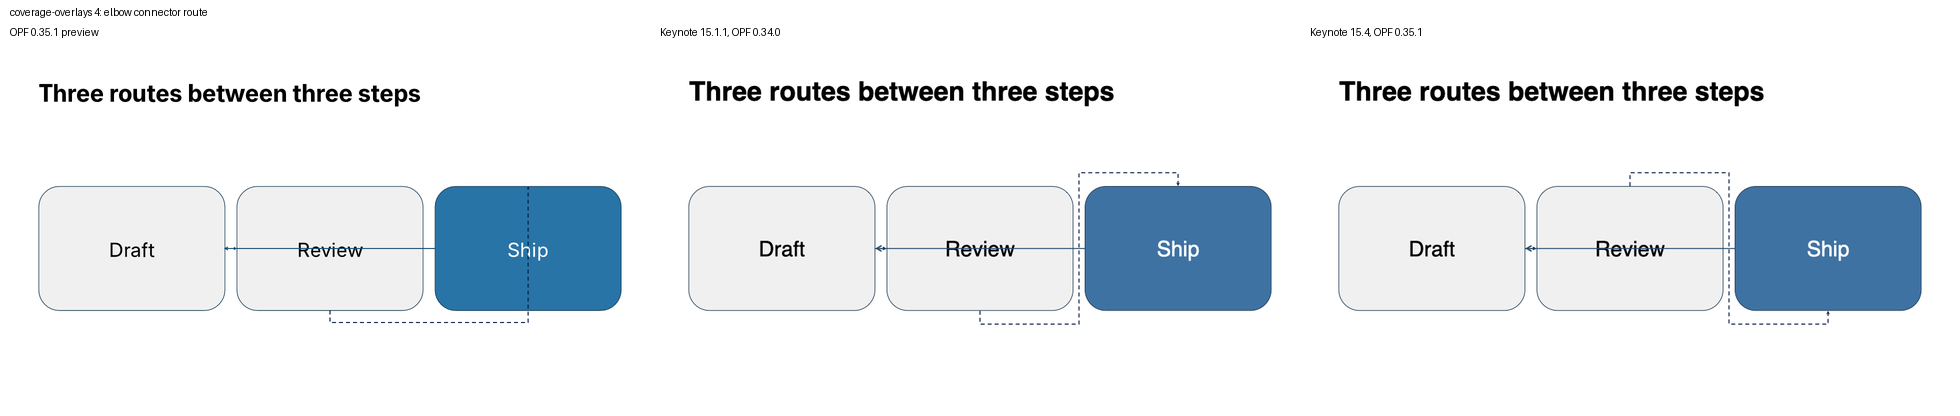 coverage-overlays 4: elbow connector route
OPF 0.35.1 preview
Keynote 15.1.1, OPF 0.34.0
Keynote 15.4, OPF 0.35.1
Three routes between three steps
Three routes between three steps
Three routes between three steps
Draft
Review
Ship
Draft
Review
Ship
Draft
Review
Ship